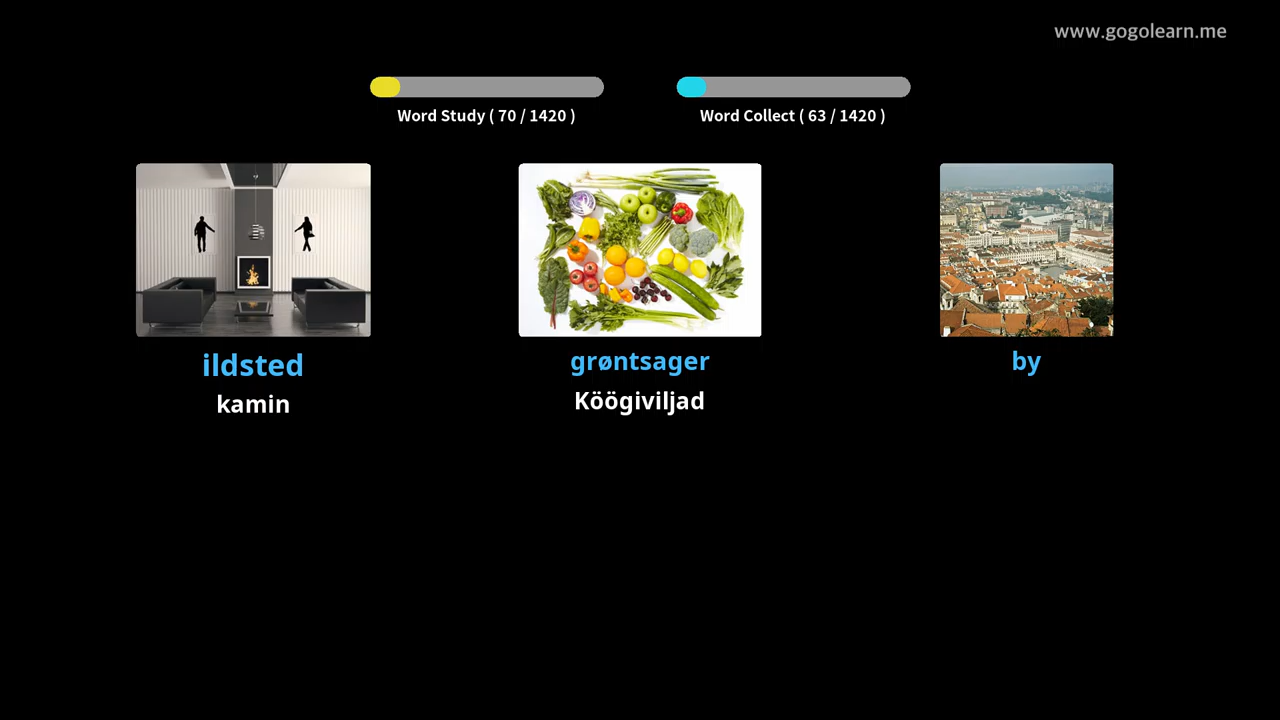 www.gogolearn.me
Word Study ( 70 / 1420 )
Word Collect ( 63 / 1420 )
ildsted
kamin
grøntsager
Köögiviljad
by